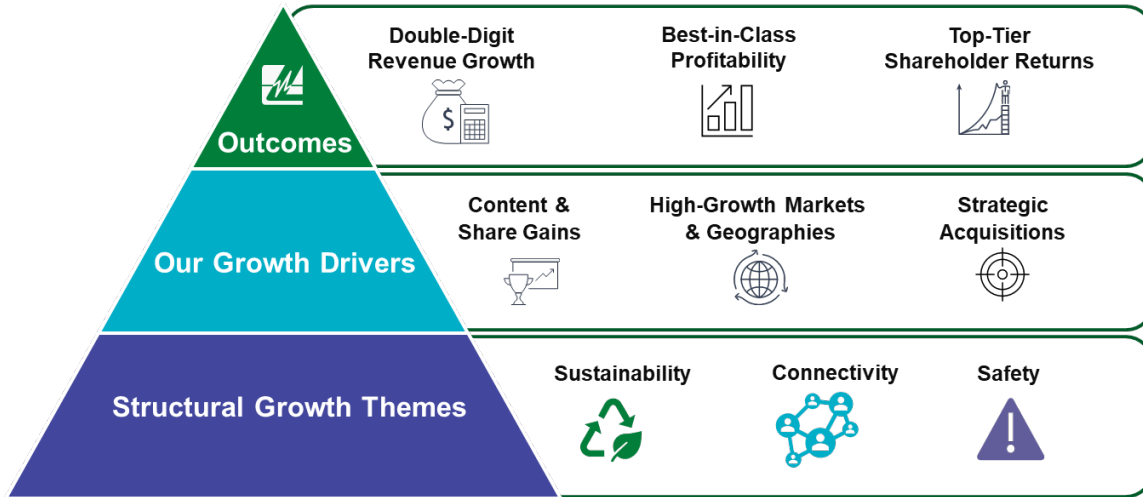 Double-Digit
Revenue Growth
Best-in-Class
Profitability
Top-Tier
Shareholder Returns
$
Outcomes
Content &
Share Gains
High-Growth Markets
& Geographies
Strategic
Acquisitions
Our Growth Drivers
Sustainability
Connectivity
Safety
Structural Growth Themes
!